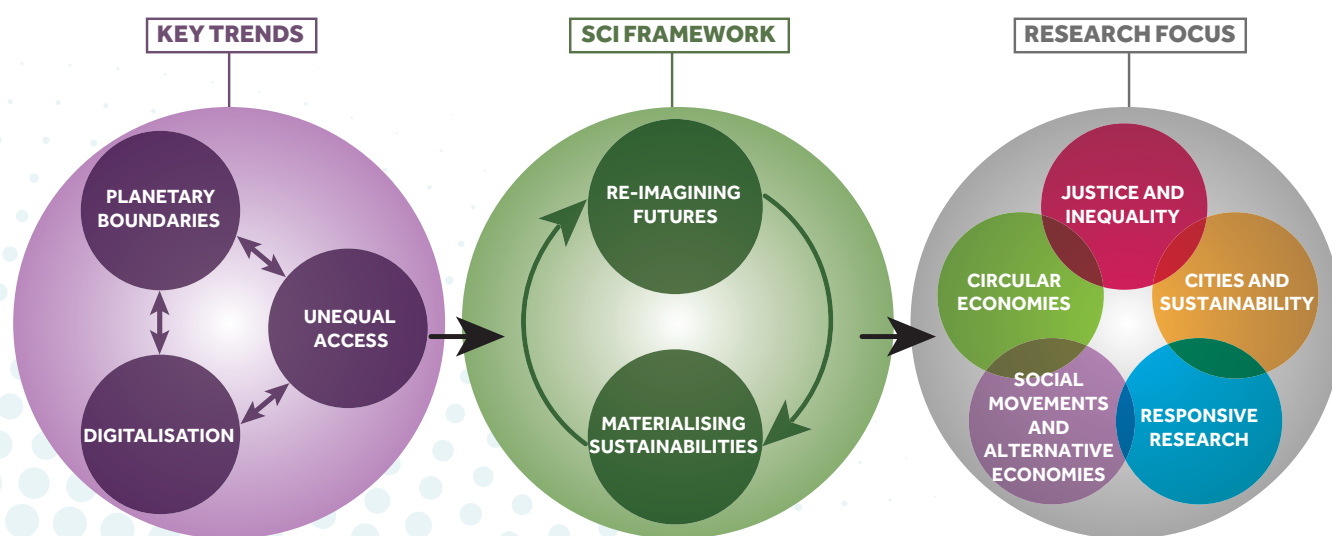 KEY TRENDS
PLANETARY
BOUNDARIES
UNEQUAL
ACCESS
DIGITALISATION
SCI FRAMEWORK
RE-IMAGINING
FUTURES
MATERIALISING
SUSTAINABILITIES
RESEARCH FOCUS
JUSTICE AND
INEQUALITY
CIRCULAR
ECONOMIES
CITIES AND
SUSTAINABILITY
SOCIAL
MOVEMENTS
AND
ALTERNATIVE
ECONOMIES
RESPONSIVE
RESEARCH